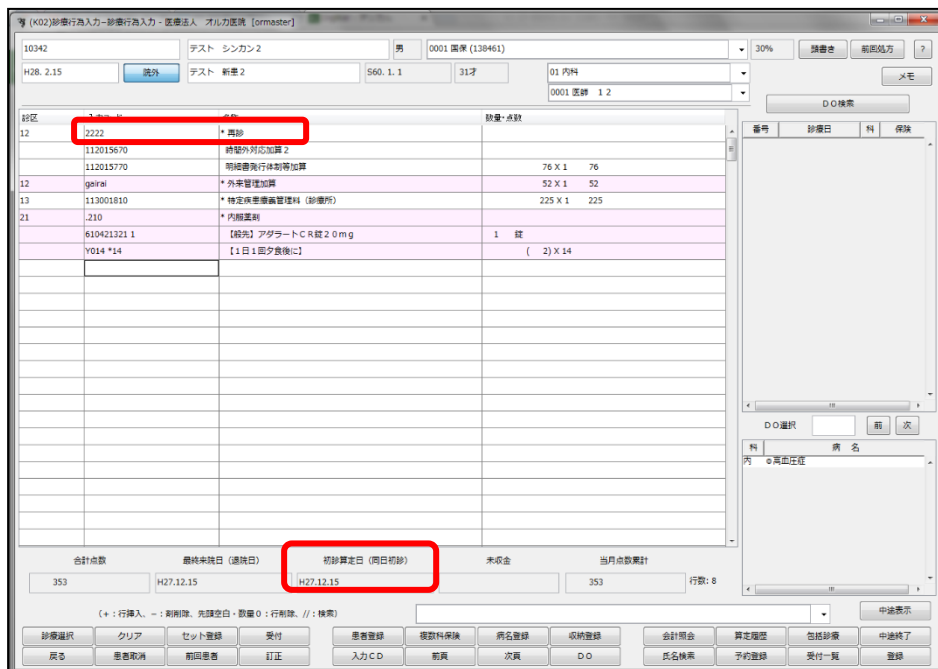 (K02)診療行為入力-診療行為入力 - 医療法人 オルカ医院 [ormaster]
10342 テスト シンカン2 男 0001 国保 (138461) 30% 頭書き 前回処方 ?
H28. 2.15 院外 テスト 新患2 S60. 1. 1 31才 01 内科 メモ
0001 医師 1 2
DO検索
診区 名称 数量・点数 番号 診療日 科 保険
12 2222 * 再診
112015670 時間外対応加算2
112015770 明細書発行体制等加算 76 X 1 76
12 gairai * 外来管理加算 52 X 1 52
13 113001810 * 特定疾患療養管理料(診療所) 225 X 1 225
21 .210 * 内服薬剤
610421321 1 【般先】アダラートCR錠20mg 1 錠
Y014 *14 【1日1回夕食後に】 ( 2) X 14
DO選択 前 次
科 病 名
内 ◎高血圧症
合計点数 最終来院日(退院日) 初診算定日(同日初診) 未収金 当月点数累計
353 H27.12.15 H27.12.15 353 行数: 8
(+:行挿入、-:剤削除、先頭空白・数量0:行削除、//:検索) 中途表示
診療選択 クリア セット登録 受付 患者登録 複数科保険 病名登録 収納登録 会計照会 算定履歴 包括診療 中途終了
戻る 患者取消 前回患者 訂正 入力CD 前頁 次頁 DO 氏名検索 予約登録 受付一覧 登録